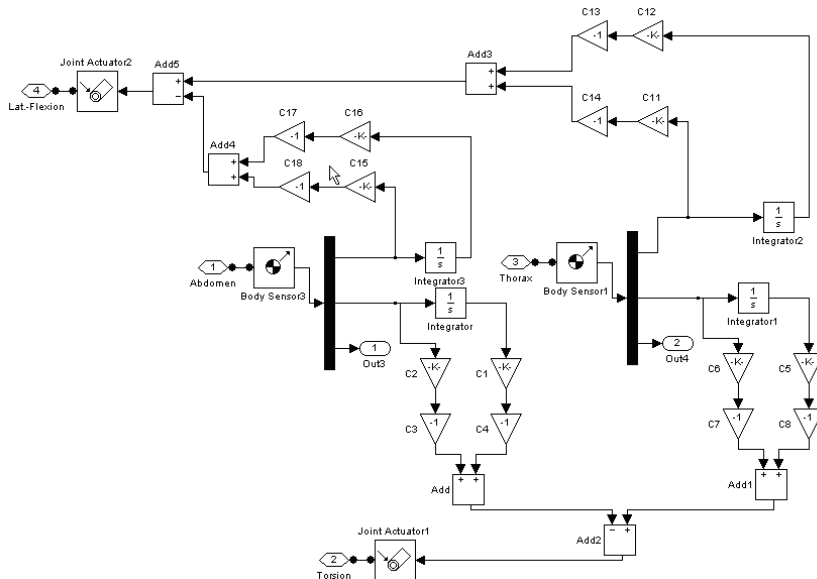 C13
C12
-1
-K-
Joint Actuator2
Add5
Add3
4
+
−
+
+
Lat.-Flexion
C17
C16
C14
C11
-1
-K-
-1
-K-
Add4
+
+
C18
C15
-1
-K-
1
s
Integrator2
1
Abdomen
Body Sensor3
1
s
Integrator3
3
Thorax
Body Sensor1
1
s
Integrator
1
s
Integrator1
1
Out3
2
Out4
C2
-K-
C1
-K-
C6
-K-
C5
-K-
C3
-1
C4
-1
C7
-1
C8
-1
Add
+ +
Add1
+ +
Joint Actuator1
− +
Add2
2
Torsion